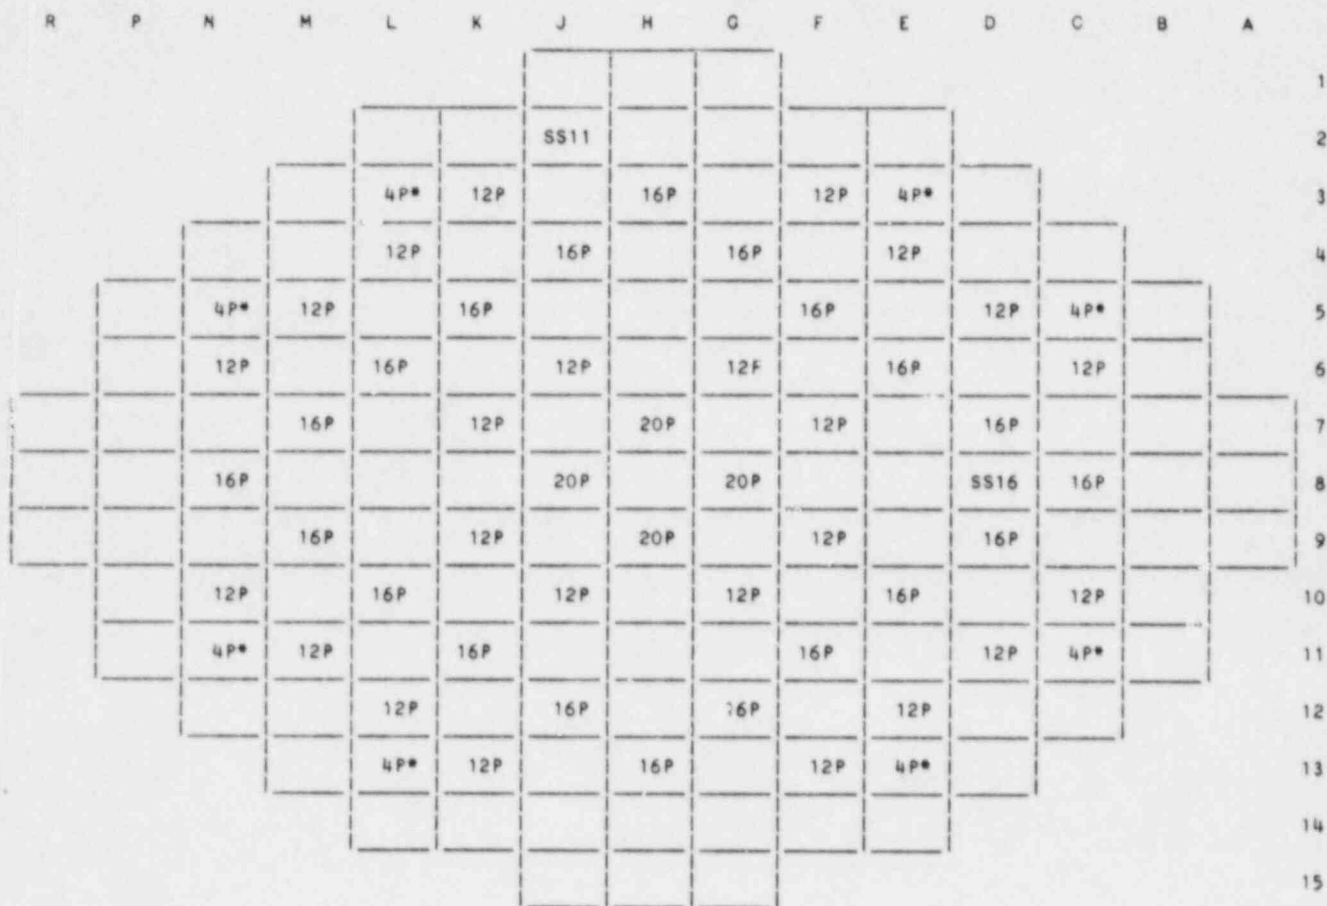 R P N M L K J H G F E D C B A
1
SS11 2
4P* 12P 16P 12P 4P* 3
12P 16P 16P 12P 4
4P* 12P 16P 16P 12P 4P* 5
12P 16P 12P 12F 16P 12P 6
16P 12P 20P 12P 16P 7
16P 20P 20P SS16 16P 8
16P 12P 20P 12P 16P 9
12P 16P 12P 12P 16P 12P 10
4P* 12P 16P 16P 12P 4P* 11
12P 16P 16P 12P 12
4P* 12P 16P 12P 4P* 13
14
15